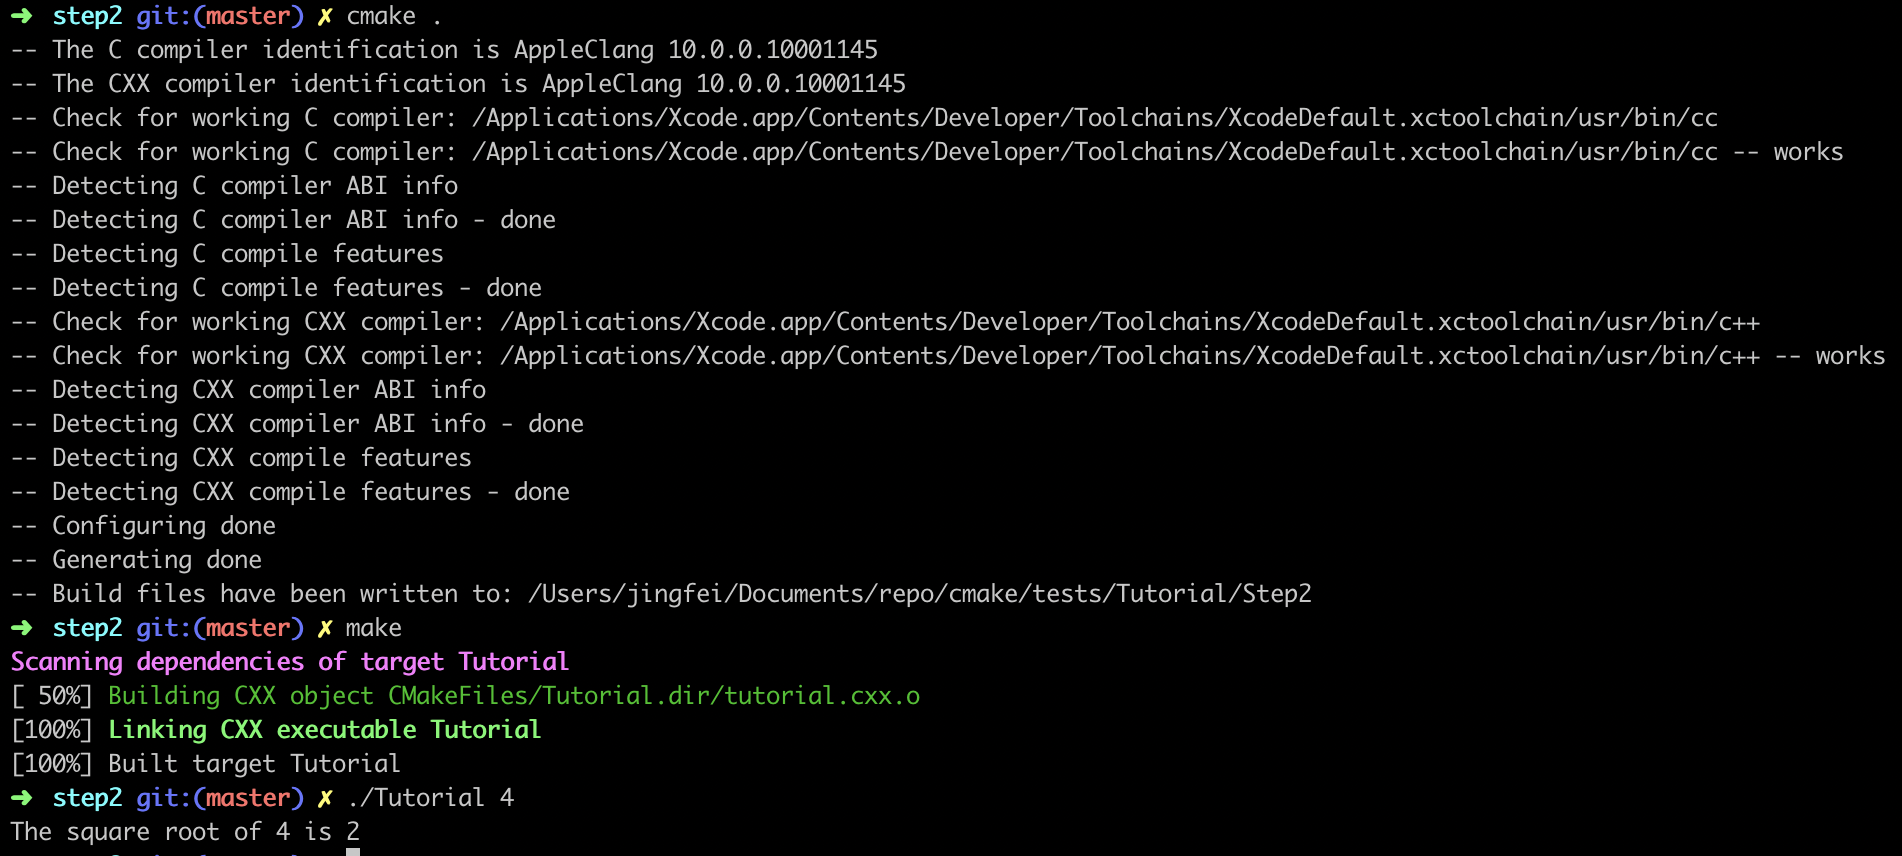 ➜  step2 git:(master) ✗ cmake .
-- The C compiler identification is AppleClang 10.0.0.10001145
-- The CXX compiler identification is AppleClang 10.0.0.10001145
-- Check for working C compiler: /Applications/Xcode.app/Contents/Developer/Toolchains/XcodeDefault.xctoolchain/usr/bin/cc
-- Check for working C compiler: /Applications/Xcode.app/Contents/Developer/Toolchains/XcodeDefault.xctoolchain/usr/bin/cc -- works
-- Detecting C compiler ABI info
-- Detecting C compiler ABI info - done
-- Detecting C compile features
-- Detecting C compile features - done
-- Check for working CXX compiler: /Applications/Xcode.app/Contents/Developer/Toolchains/XcodeDefault.xctoolchain/usr/bin/c++
-- Check for working CXX compiler: /Applications/Xcode.app/Contents/Developer/Toolchains/XcodeDefault.xctoolchain/usr/bin/c++ -- works
-- Detecting CXX compiler ABI info
-- Detecting CXX compiler ABI info - done
-- Detecting CXX compile features
-- Detecting CXX compile features - done
-- Configuring done
-- Generating done
-- Build files have been written to: /Users/jingfei/Documents/repo/cmake/tests/Tutorial/Step2
➜  step2 git:(master) ✗ make
Scanning dependencies of target Tutorial
[ 50%] Building CXX object CMakeFiles/Tutorial.dir/tutorial.cxx.o
[100%] Linking CXX executable Tutorial
[100%] Built target Tutorial
➜  step2 git:(master) ✗ ./Tutorial 4
The square root of 4 is 2